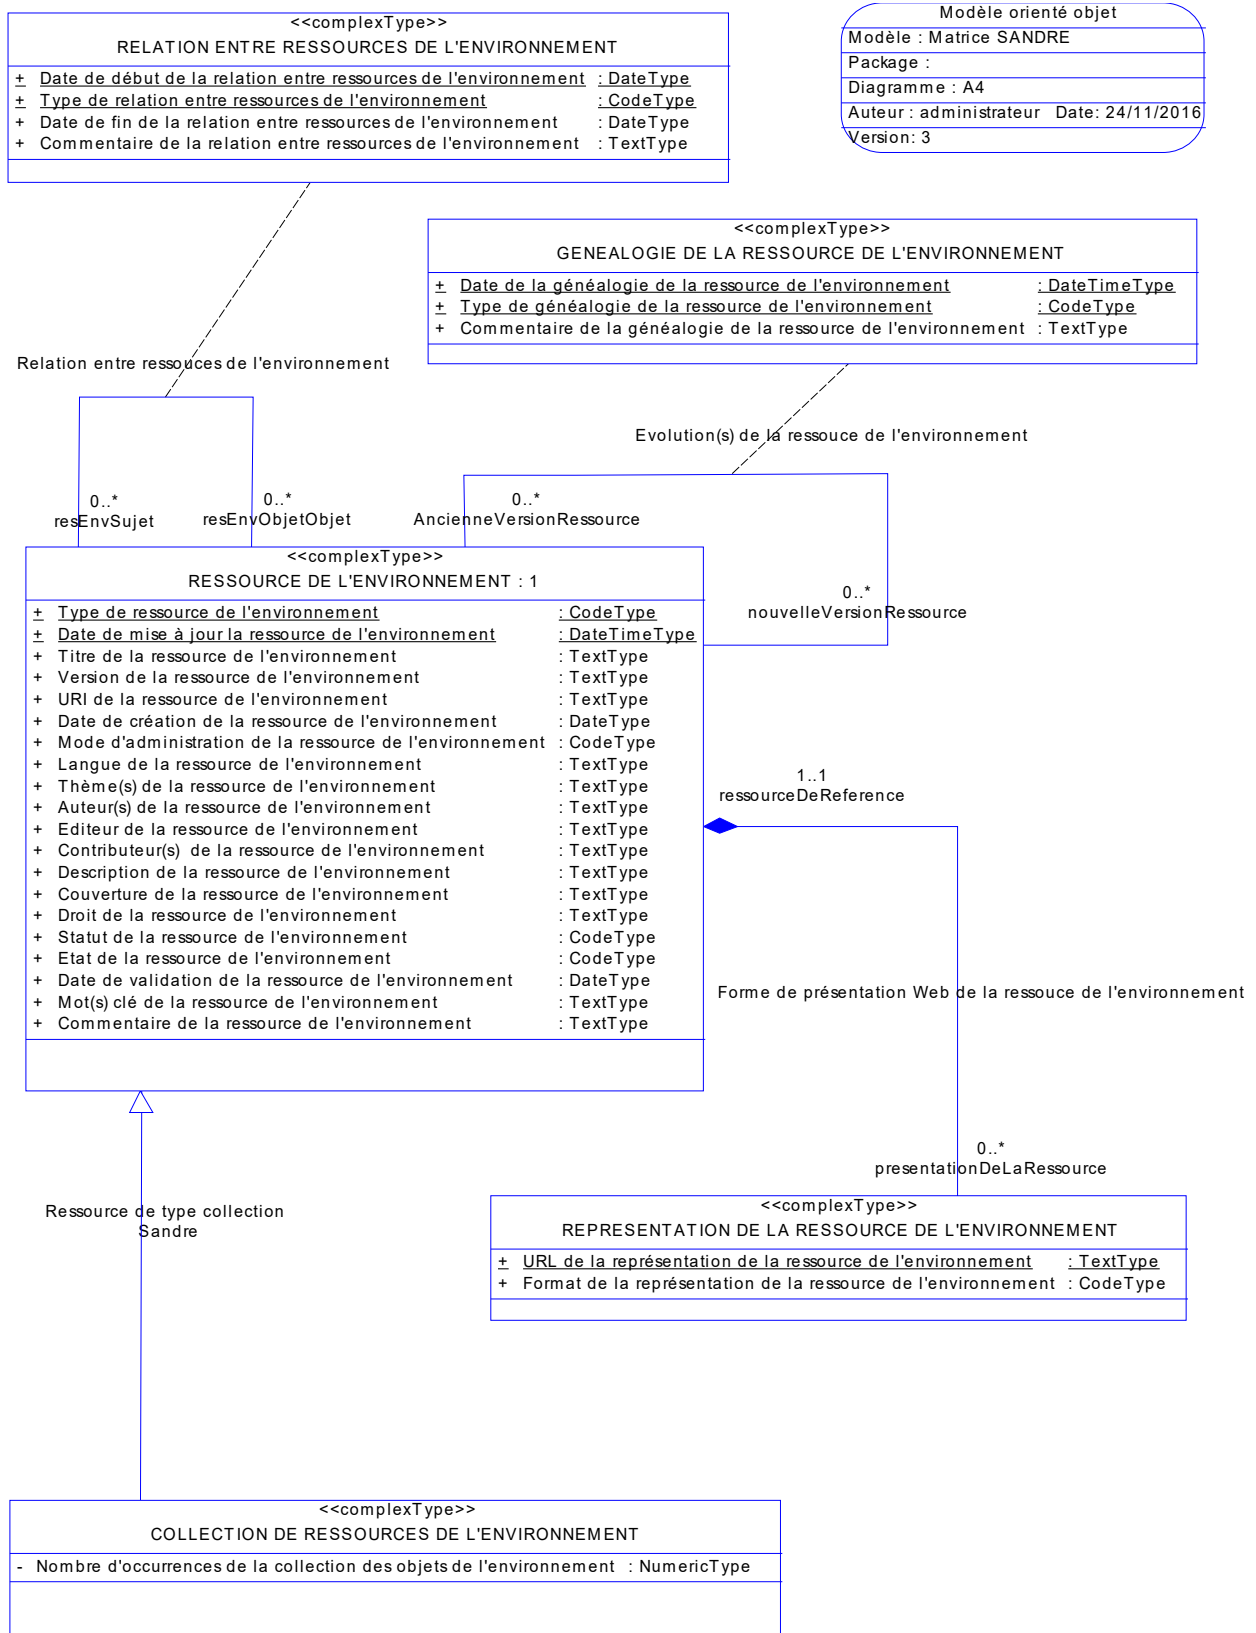 <<complexType>>
RELATION ENTRE RESSOURCES DE L'ENVIRONNEMENT
+ Date de début de la relation entre ressources de l'environnement : DateType
+ Type de relation entre ressources de l'environnement : CodeType
+ Date de fin de la relation entre ressources de l'environnement : DateType
+ Commentaire de la relation entre ressources de l'environnement : TextType
Modèle orienté objet
Modèle : Matrice SANDRE
Package :
Diagramme : A4
Auteur : administrateur Date: 24/11/2016
Version: 3
<<complexType>>
GENEALOGIE DE LA RESSOURCE DE L'ENVIRONNEMENT
+ Date de la généalogie de la ressource de l'environnement : DateTimeType
+ Type de généalogie de la ressource de l'environnement : CodeType
+ Commentaire de la généalogie de la ressource de l'environnement : TextType
Relation entre ressouces de l'environnement
Evolution(s) de la ressouce de l'environnement
0..*
resEnvSujet
0..*
resEnvObjetObjet
0..*
AncienneVersionRessource
0..*
nouvelleVersionRessource
<<complexType>>
RESSOURCE DE L'ENVIRONNEMENT : 1
+ Type de ressource de l'environnement : CodeType
+ Date de mise à jour la ressource de l'environnement : DateTimeType
+ Titre de la ressource de l'environnement : TextType
+ Version de la ressource de l'environnement : TextType
+ URI de la ressource de l'environnement : TextType
+ Date de création de la ressource de l'environnement : DateType
+ Mode d'administration de la ressource de l'environnement : CodeType
+ Langue de la ressource de l'environnement : TextType
+ Thème(s) de la ressource de l'environnement : TextType
+ Auteur(s) de la ressource de l'environnement : TextType
+ Editeur de la ressource de l'environnement : TextType
+ Contributeur(s) de la ressource de l'environnement : TextType
+ Description de la ressource de l'environnement : TextType
+ Couverture de la ressource de l'environnement : TextType
+ Droit de la ressource de l'environnement : TextType
+ Statut de la ressource de l'environnement : CodeType
+ Etat de la ressource de l'environnement : CodeType
+ Date de validation de la ressource de l'environnement : DateType
+ Mot(s) clé de la ressource de l'environnement : TextType
+ Commentaire de la ressource de l'environnement : TextType
1..1
ressourceDeReference
Forme de présentation Web de la ressouce de l'environnement
0..*
presentationDeLaRessource
Ressource de type collection
Sandre
<<complexType>>
REPRESENTATION DE LA RESSOURCE DE L'ENVIRONNEMENT
+ URL de la représentation de la ressource de l'environnement : TextType
+ Format de la représentation de la ressource de l'environnement : CodeType
<<complexType>>
COLLECTION DE RESSOURCES DE L'ENVIRONNEMENT
- Nombre d'occurrences de la collection des objets de l'environnement : NumericType